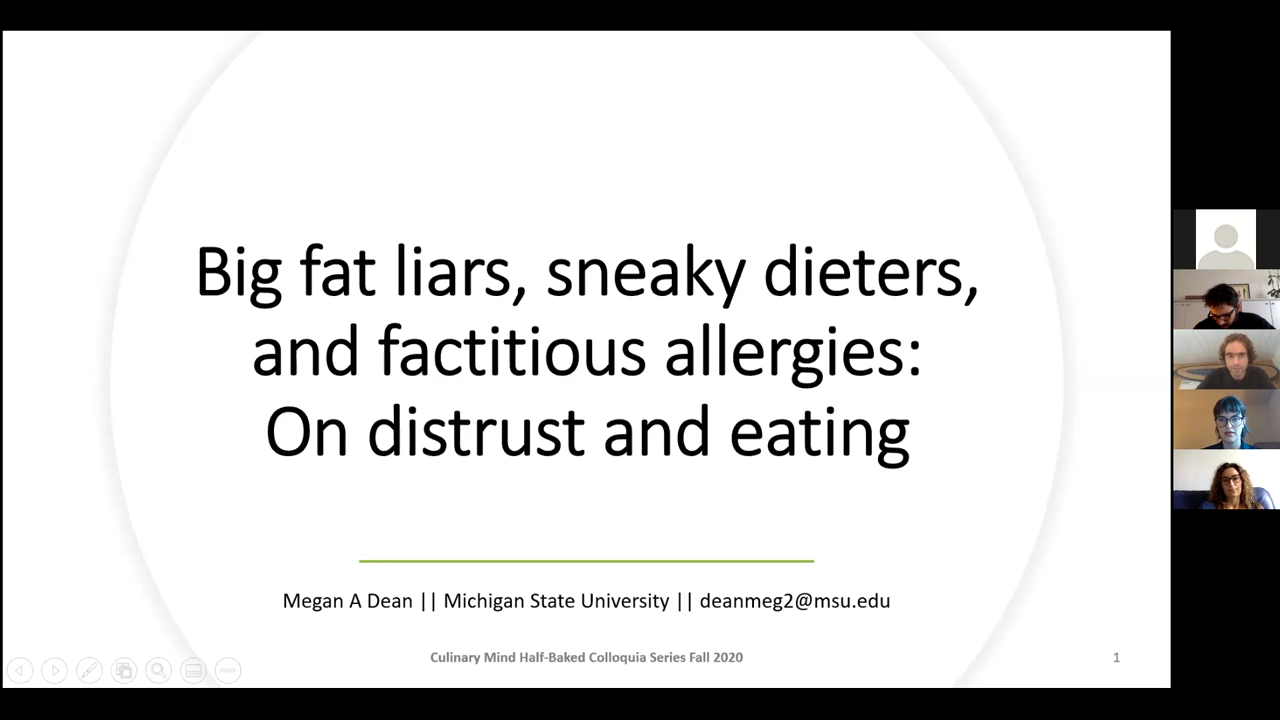 Big fat liars, sneaky dieters,
and factitious allergies:
On distrust and eating
Megan A Dean || Michigan State University || deanmeg2@msu.edu
Culinary Mind Half-Baked Colloquia Series Fall 2020
1